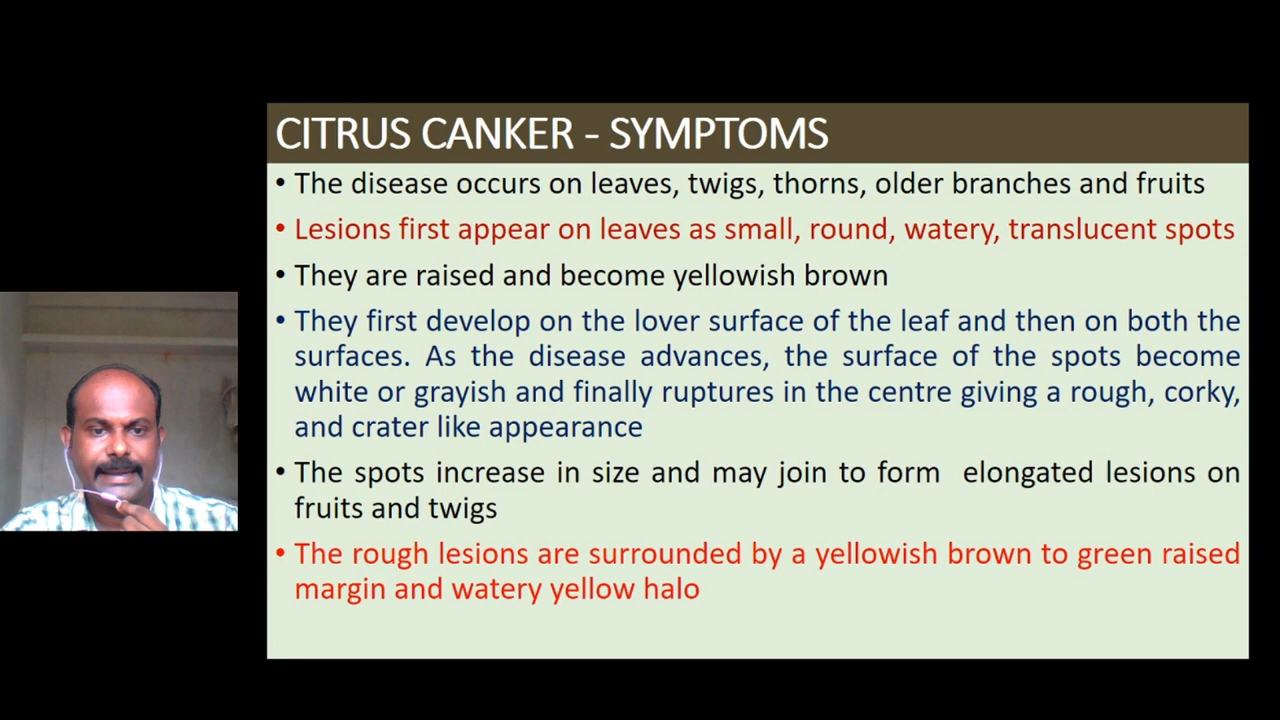 CITRUS CANKER - SYMPTOMS
• The disease occurs on leaves, twigs, thorns, older branches and fruits
• Lesions first appear on leaves as small, round, watery, translucent spots
• They are raised and become yellowish brown
• They first develop on the lover surface of the leaf and then on both the
surfaces. As the disease advances, the surface of the spots become
white or grayish and finally ruptures in the centre giving a rough, corky,
and crater like appearance
• The spots increase in size and may join to form elongated lesions on
fruits and twigs
• The rough lesions are surrounded by a yellowish brown to green raised
margin and watery yellow halo